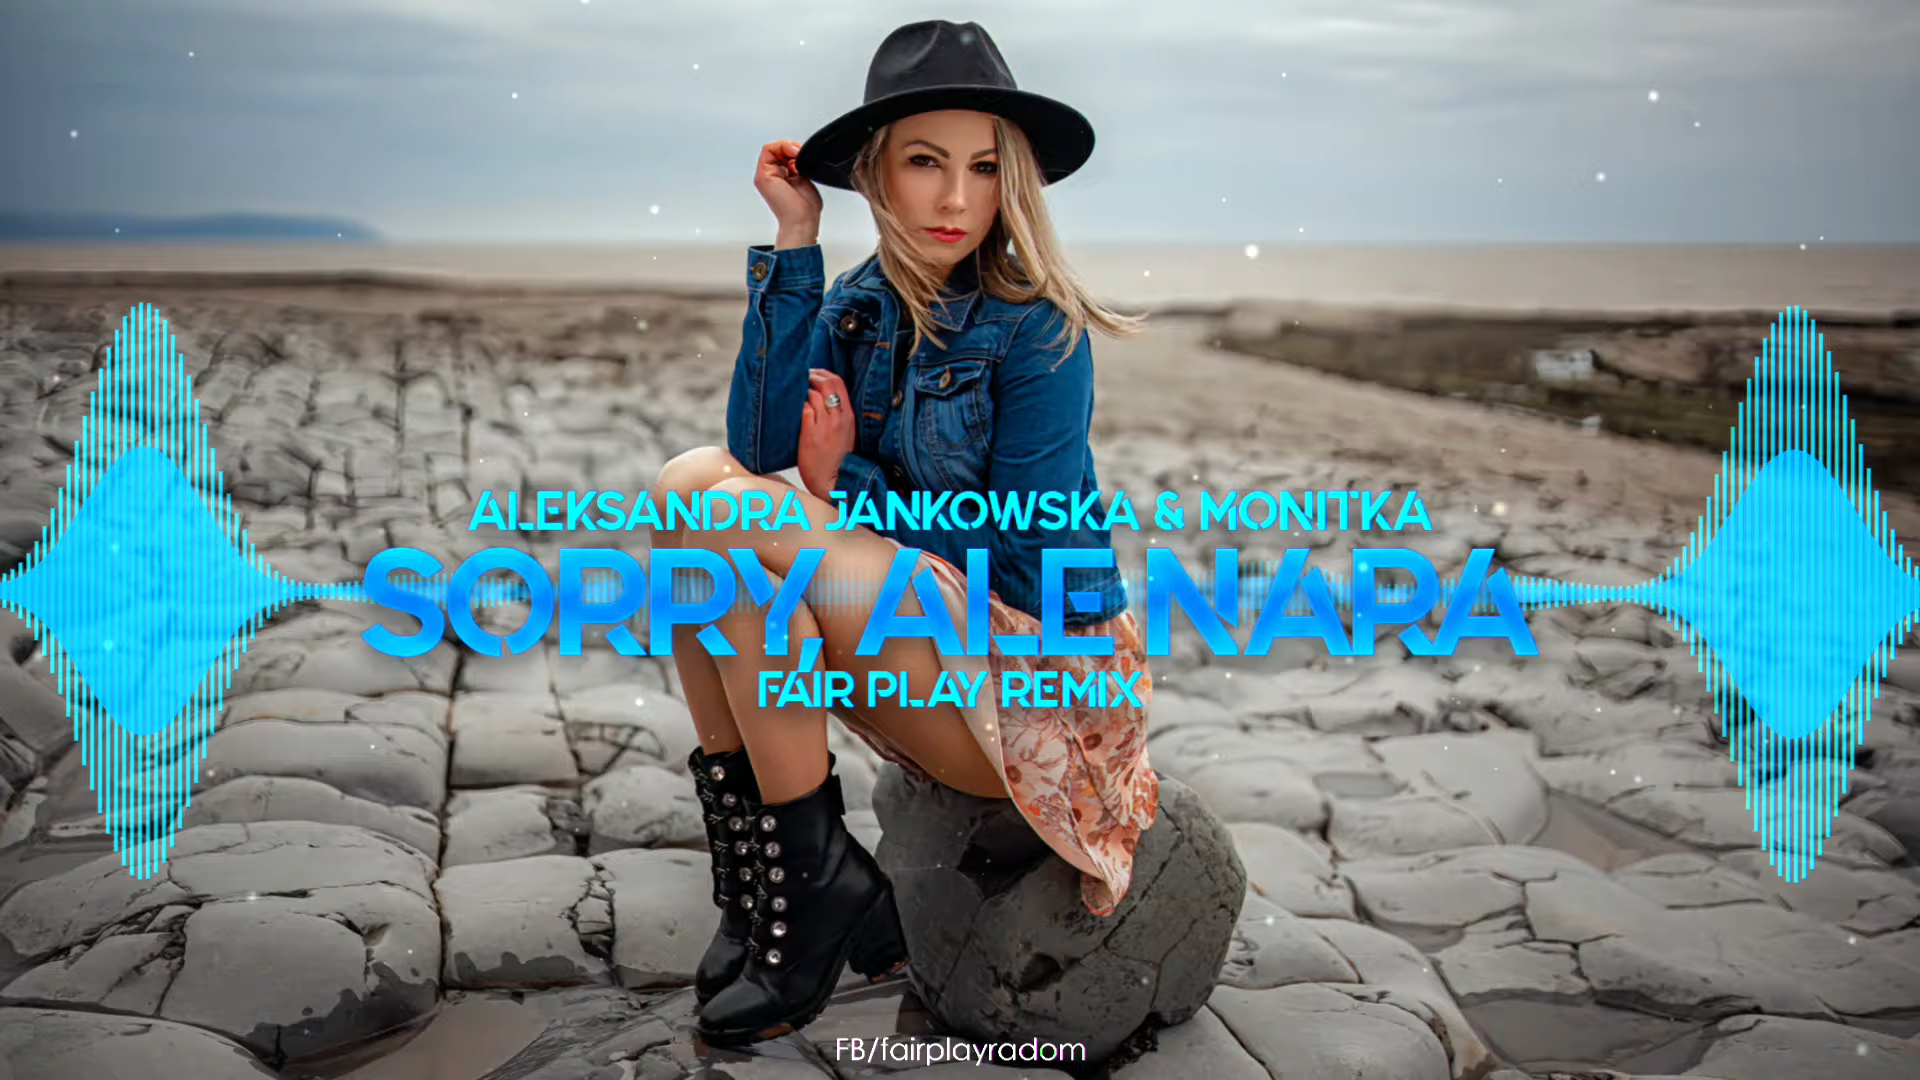 ALEKSANDRA JANKOWSKA & MONITKA
SORRY, ALE NARA
FAIR PLAY REMIX
FB/fairplayradom